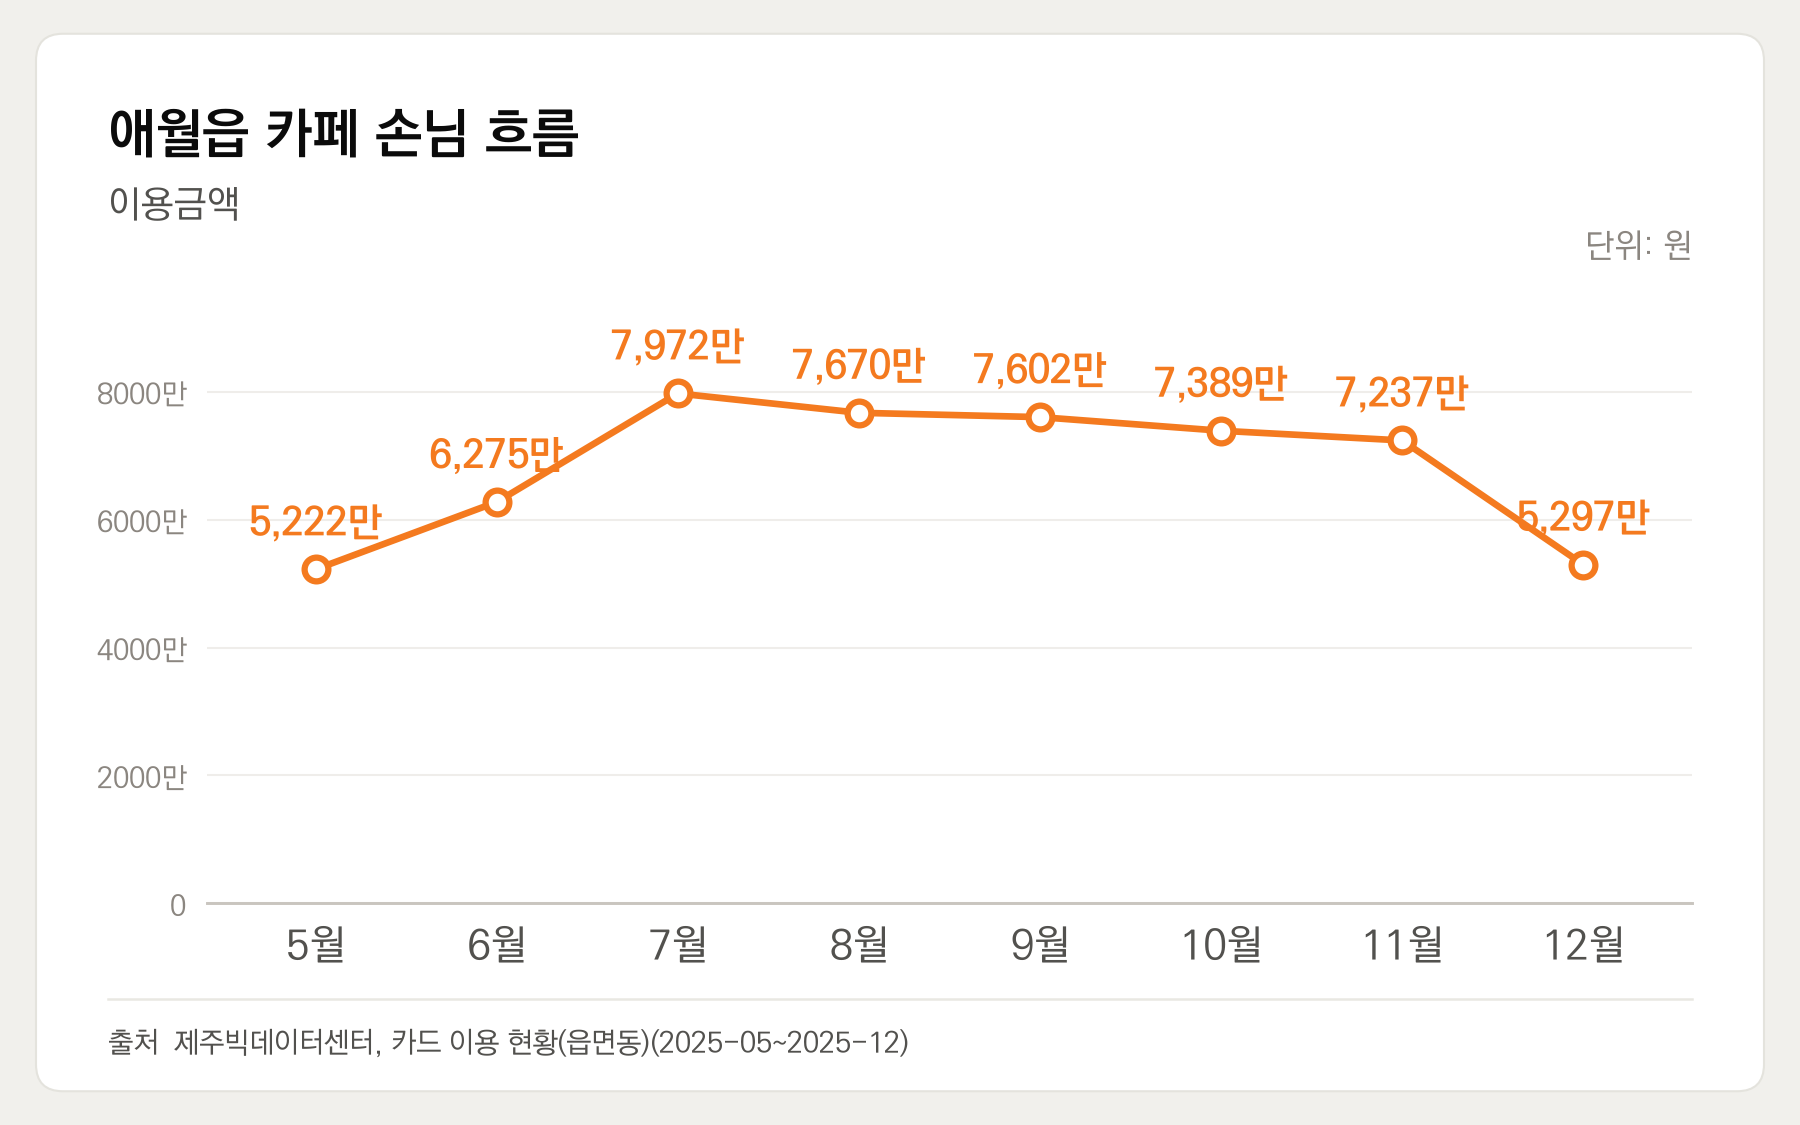 애월읍 카페 손님 흐름
이용금액
단위: 원
7,972만
7,670만
7,602만
7,389만
7,237만
6,275만
5,222만
5,297만
8000만
6000만
4000만
2000만
0
5월 6월 7월 8월 9월 10월 11월 12월
출처 제주빅데이터센터, 카드 이용 현황(읍면동)(2025-05~2025-12)